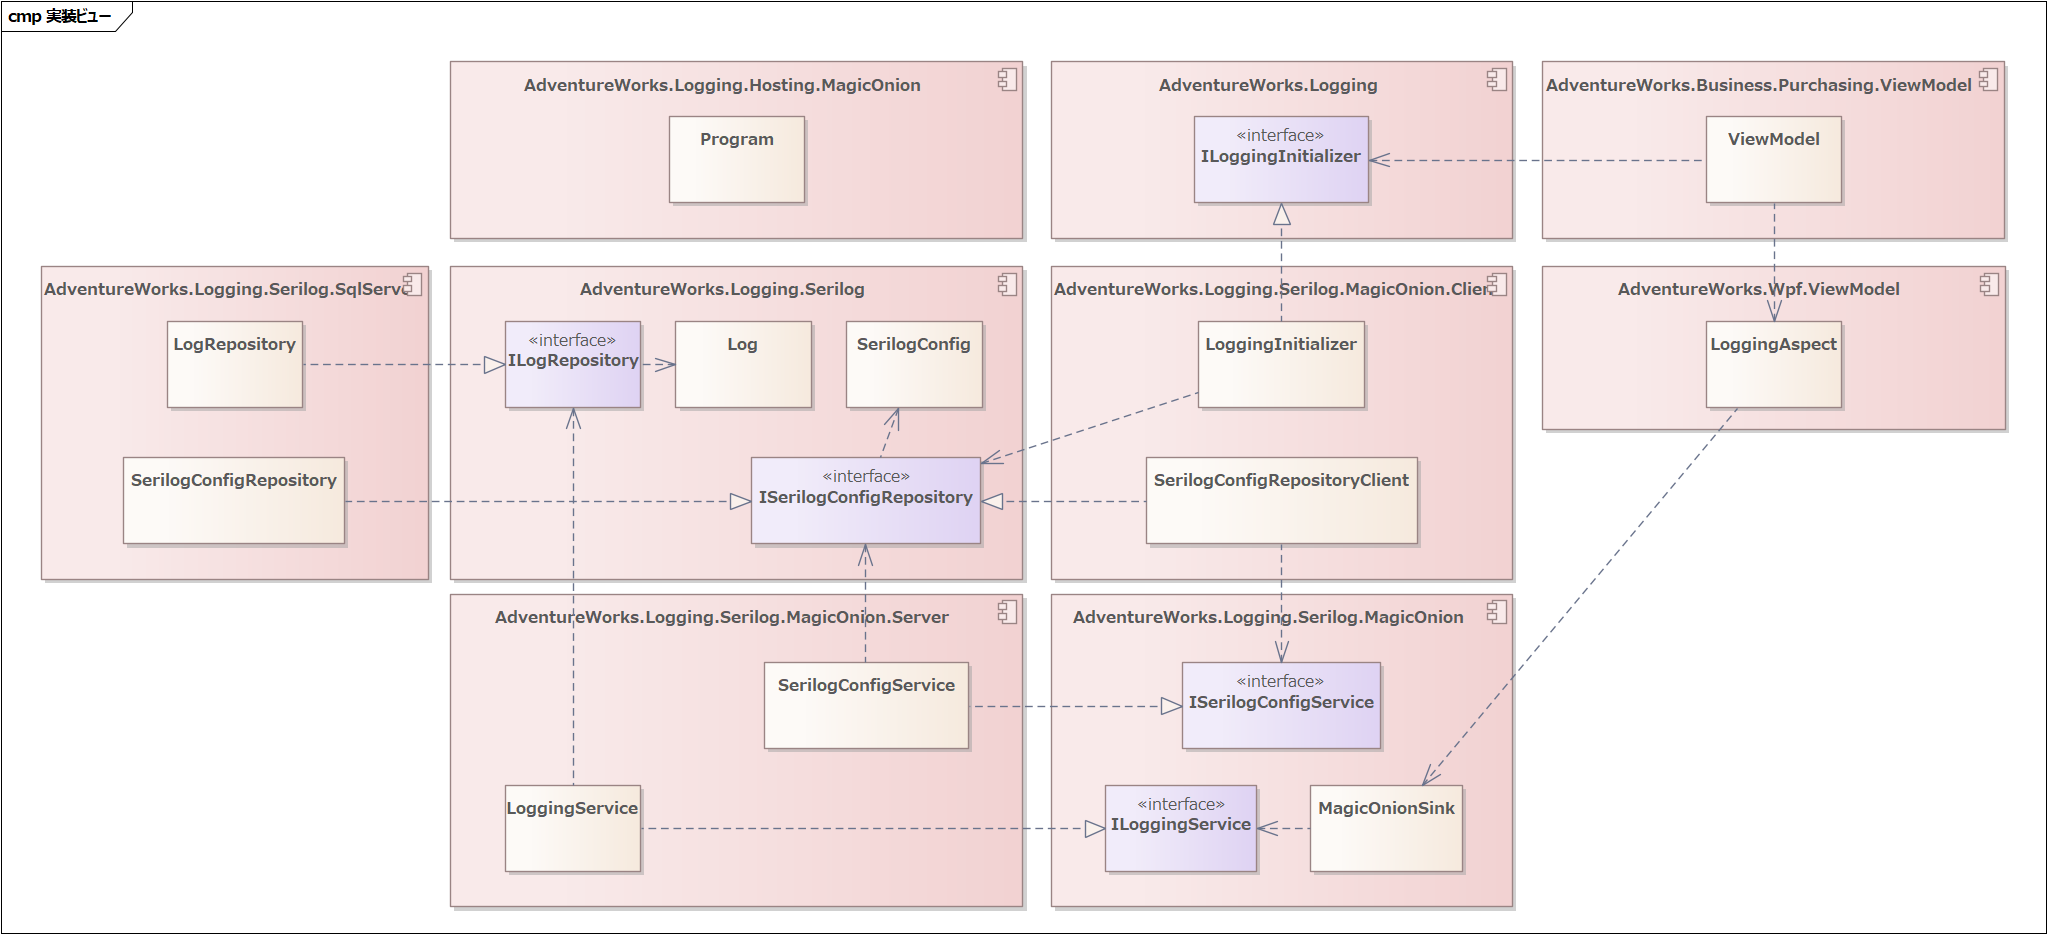 cmp 実装ビュー
AdventureWorks.Logging.Hosting.MagicOnion
Program
AdventureWorks.Logging
«interface»
ILoggingInitializer
AdventureWorks.Business.Purchasing.ViewModel
ViewModel
AdventureWorks.Logging.Serilog.SqlServe
LogRepository
SerilogConfigRepository
AdventureWorks.Logging.Serilog
«interface»
ILogRepository
Log
SerilogConfig
«interface»
ISerilogConfigRepository
AdventureWorks.Logging.Serilog.MagicOnion.Client
LoggingInitializer
SerilogConfigRepositoryClient
AdventureWorks.Wpf.ViewModel
LoggingAspect
AdventureWorks.Logging.Serilog.MagicOnion.Server
SerilogConfigService
LoggingService
AdventureWorks.Logging.Serilog.MagicOnion
«interface»
ISerilogConfigService
«interface»
ILoggingService
MagicOnionSink